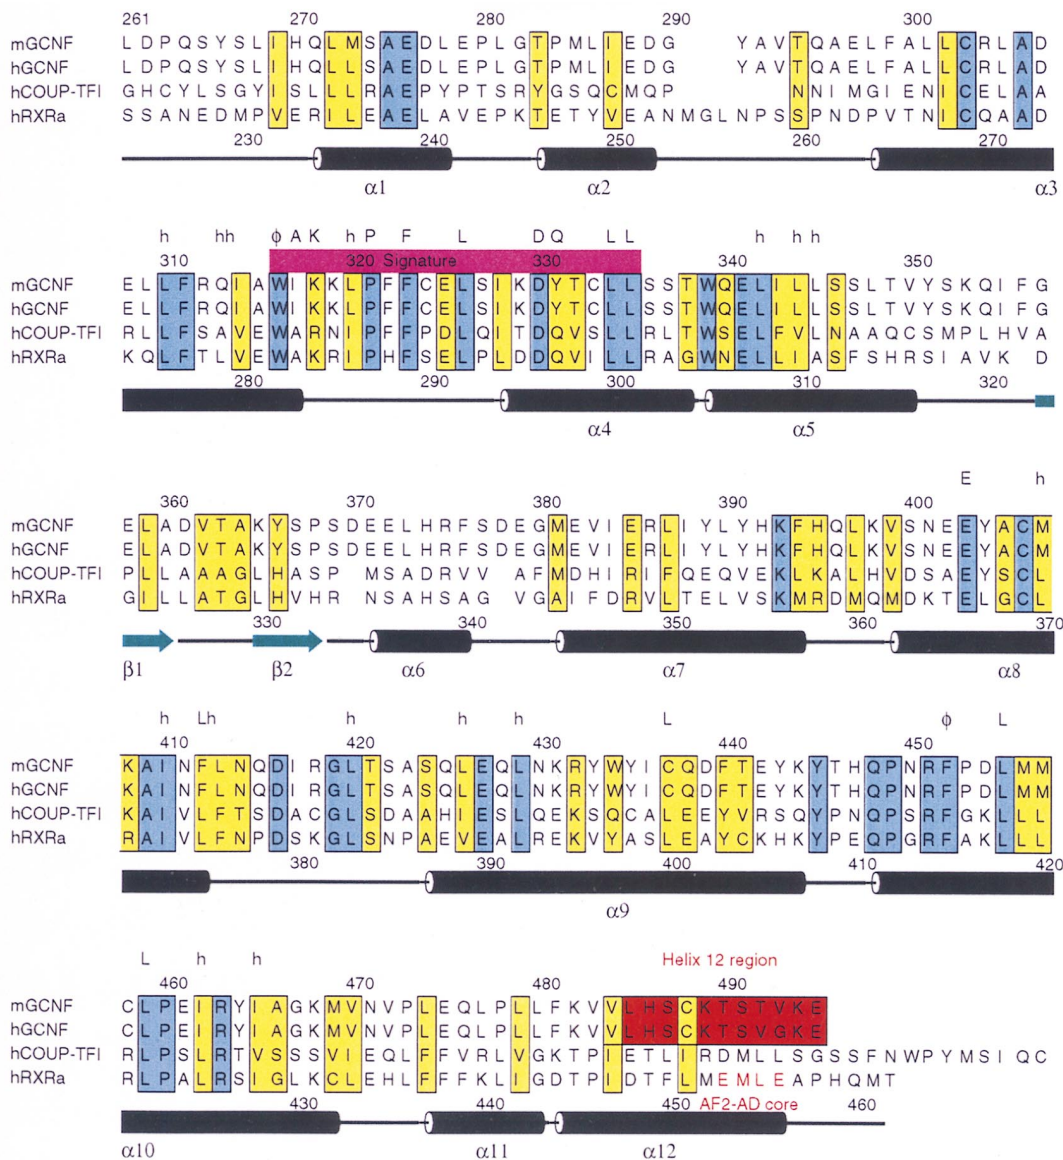 261 270 280 290 300
mGCNF L D P Q S Y S L I H Q L M S A E D L E P L G T P M L I E D G Y A V T Q A E L F A L L C R L A D
hGCNF L D P Q S Y S L I H Q L L S A E D L E P L G T P M L I E D G Y A V T Q A E L F A L L C R L A D
hCOUP-TFI G H C Y L S G Y I S L L L R A E P Y P T S R Y G S Q C M Q P N N I M G I E N I C E L A A
hRXRa S S A N E D M P V E R I L E A E L A V E P K T E T Y V E A N M G L N P S S P N D P V T N I C Q A A D
230 240 250 260 270
α1 α2 α3
h h h ϕ A K h P F L D Q L L h h h
310 320 Signature 330 340 350
mGCNF E L L F R Q I A W I K K L P F F C E L S I K D Y T C L L S S T W Q E L I L L S S L T V Y S K Q I F G
hGCNF E L L F R Q I A W I K K L P F F C E L S I K D Y T C L L S S T W Q E L I L L S S L T V Y S K Q I F G
hCOUP-TFI R L L F S A V E W A R N I P F F P D L Q I T D Q V S L L R L T W S E L F V L N A A Q C S M P L H V A
hRXRa K Q L F T L V E W A K R I P H F S E L P L D D Q V I L L R A G W N E L L I A S F S H R S I A V K D
280 290 300 310 320
α4 α5
E h
360 370 380 390 400
mGCNF E L A D V T A K Y S P S D E E L H R F S D E G M E V I E R L I Y L Y H K F H Q L K V S N E E Y A C M
hGCNF E L A D V T A K Y S P S D E E L H R F S D E G M E V I E R L I Y L Y H K F H Q L K V S N E E Y A C M
hCOUP-TFI P L L A A A G L H A S P M S A D R V V A F M D H I R I F Q E Q V E K L K A L H V D S A E Y S C L
hRXRa G I L L A T G L H V H R N S A H S A G V G A I F D R V L T E L V S K M R D M Q M D K T E L G C L
330 340 350 360 370
β1 β2 α6 α7 α8
h L h h h h L ϕ L
410 420 430 440 450
mGCNF K A I N F L N Q D I R G L T S A S Q L E Q L N K R Y W Y I C Q D F T E Y K Y T H Q P N R F P D L M M
hGCNF K A I N F L N Q D I R G L T S A S Q L E Q L N K R Y W Y I C Q D F T E Y K Y T H Q P N R F P D L M M
hCOUP-TFI K A I V L F T S D A C G L S D A A H I E S L Q E K S Q C A L E E Y V R S Q Y P N Q P S R F G K L L L
hRXRa R A I V L F N P D S K G L S N P A E V E A L R E K V Y A S L E A Y C K H K Y P E Q P G R F A K L L L
380 390 400 410 420
α9
L h h Helix 12 region
460 470 480 490
mGCNF C L P E I R Y I A G K M V N V P L E Q L P L L F K V V L H S C K T S T V K E
hGCNF C L P E I R Y I A G K M V N V P L E Q L P L L F K V V L H S C K T S V G K E
hCOUP-TFI R L P S L R T V S S S V I E Q L F F V R L V G K T P I E T L I R D M L L S G S S F N W P Y M S I Q C
hRXRa R L P A L R S I G L K C L E H L F F F K L I G D T P I D T F L M E M L E A P H Q M T
430 440 450 AF2-AD core 460
α10 α11 α12